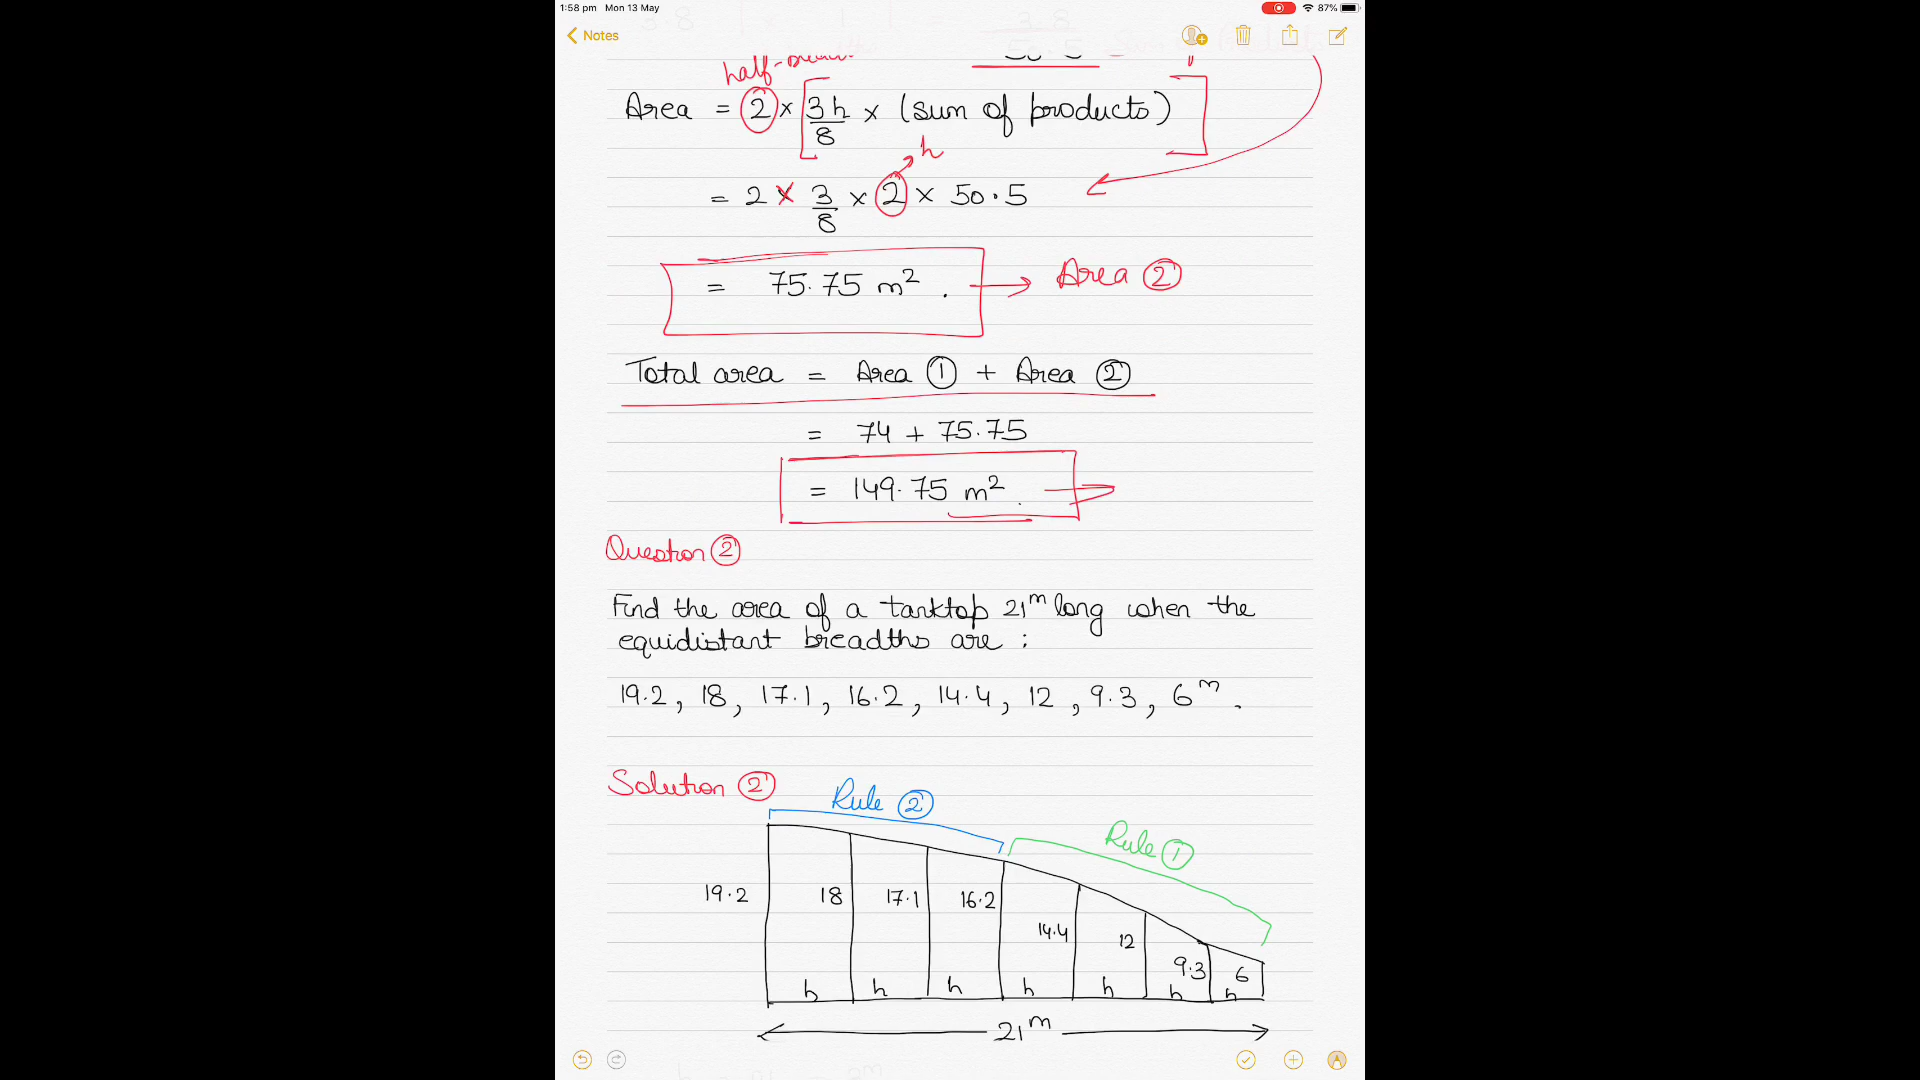 1:58 pm Mon 13 May
87%
Notes
half-
Area = 2 × [3h/8 × (sum of products)]
h
= 2 × 3/8 × 2 × 50.5
= 75.75 m² . → Area ②
Total area = Area ① + Area ②
= 74 + 75.75
= 149.75 m².
Question ②
Find the area of a tanktop 21m long when the
equidistant breadths are :
19.2, 18, 17.1, 16.2, 14.4, 12, 9.3, 6m.
Solution ②
Rule ②
Rule ①
19.2 18 17.1 16.2 14.4 12 9.3 6
h h h h h h h
21m